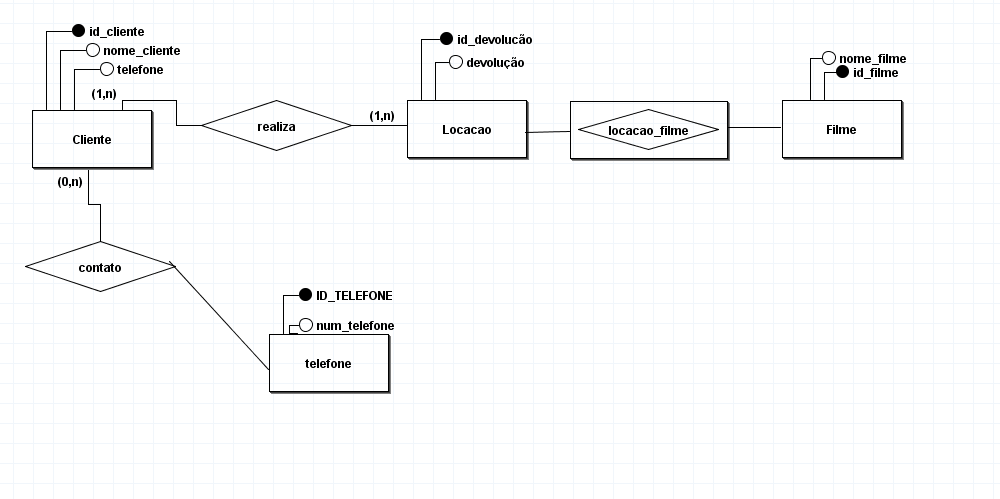 id_cliente
nome_cliente
telefone
(1,n)
Cliente
realiza
(1,n)
id_devolucão
devolução
Locacao
locacao_filme
nome_filme
id_filme
Filme
(0,n)
contato
ID_TELEFONE
num_telefone
telefone